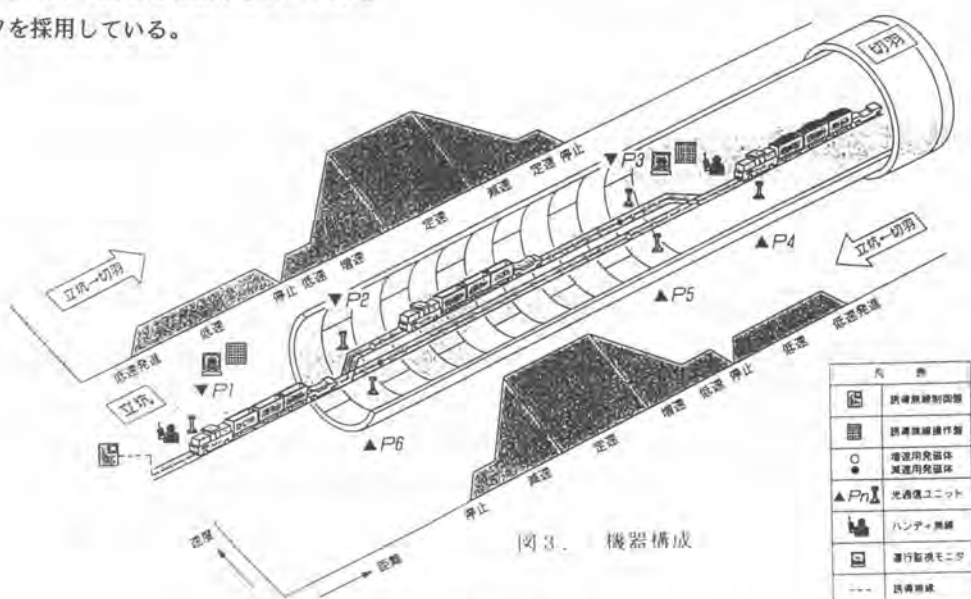 フを採用している。
切羽
立坑→切羽
低速発進
低速
停止
低速
増速
定速
減速
定速
停止
▼P1
▼P2
▼P3
▲P4
▲P5
▲P6
立坑
立坑←切羽
低速発進
低速
停止
低速
増速
定速
減速
停止
速度
距離
図3. 機器構成
凡例
誘導無線制御盤
誘導無線操作盤
増速用発磁体
減速用発磁体
▲Pn 光通信ユニット
ハンディ無線
運行監視モニタ
誘導無線